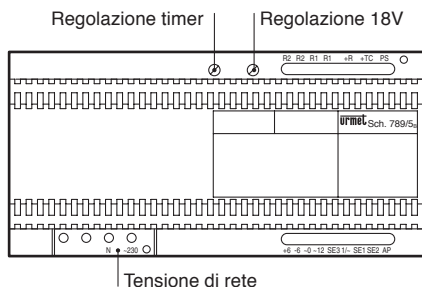 Regolazione timer
Regolazione 18V
R2 R2 R1 R1 +R +TC PS
urmet Sch. 789/5B
N ~230
+6 -6 ~0 ~12 SE3 1/~ SE1 SE2 AP
Tensione di rete